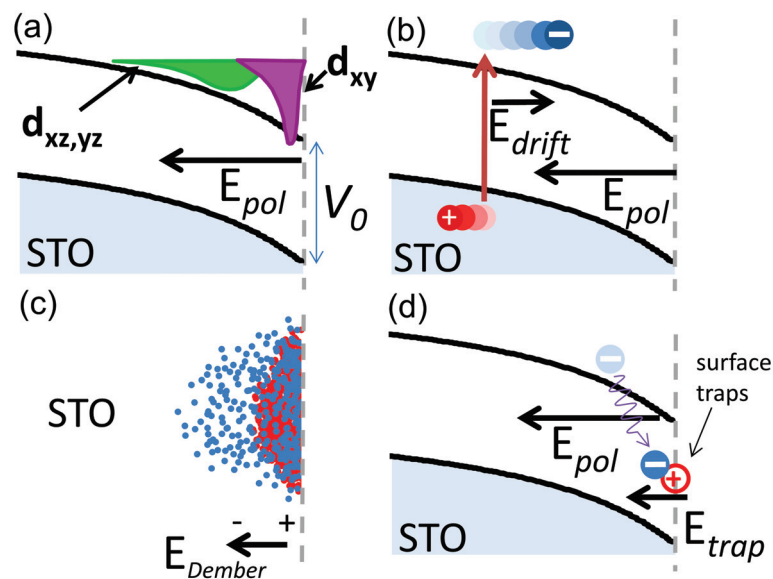 (a)
d_xy
d_xz,yz
E_pol
V_0
STO
(b)
−
E_drift
E_pol
+
STO
(c)
STO
- +
E_Dember
(d)
−
surface
traps
E_pol
−
+
E_trap
STO